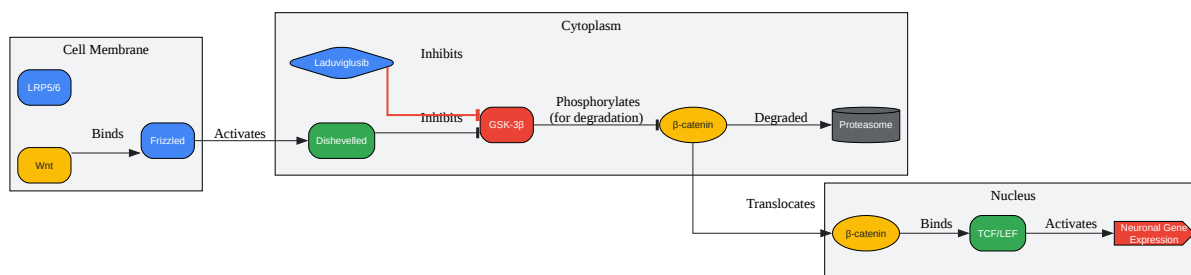 Cell Membrane
LRP5/6
Wnt
Binds
Frizzled
Activates
Cytoplasm
Laduviglusib
Inhibits
Dishevelled
Inhibits
GSK-3β
Phosphorylates
(for degradation)
β-catenin
Degraded
Proteasome
Translocates
Nucleus
β-catenin
Binds
TCF/LEF
Activates
Neuronal Gene
Expression